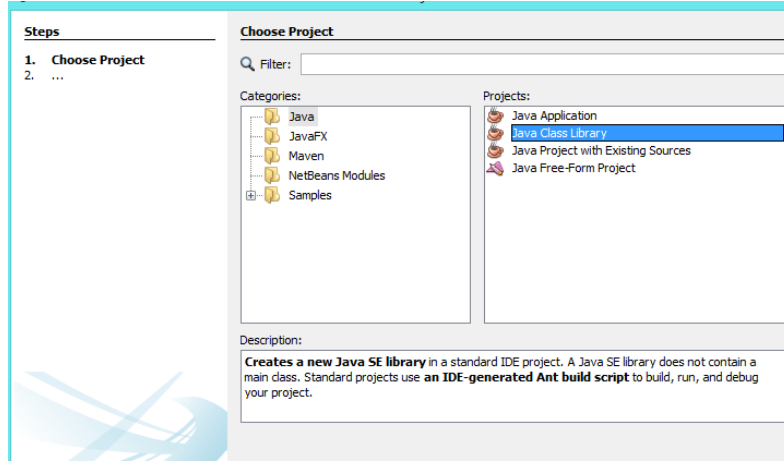 Steps
1. Choose Project
2. ...
Choose Project
Filter:
Categories:
Java
JavaFX
Maven
NetBeans Modules
Samples
Projects:
Java Application
Java Class Library
Java Project with Existing Sources
Java Free-Form Project
Description:
Creates a new Java SE library in a standard IDE project. A Java SE library does not contain a
main class. Standard projects use an IDE-generated Ant build script to build, run, and debug
your project.